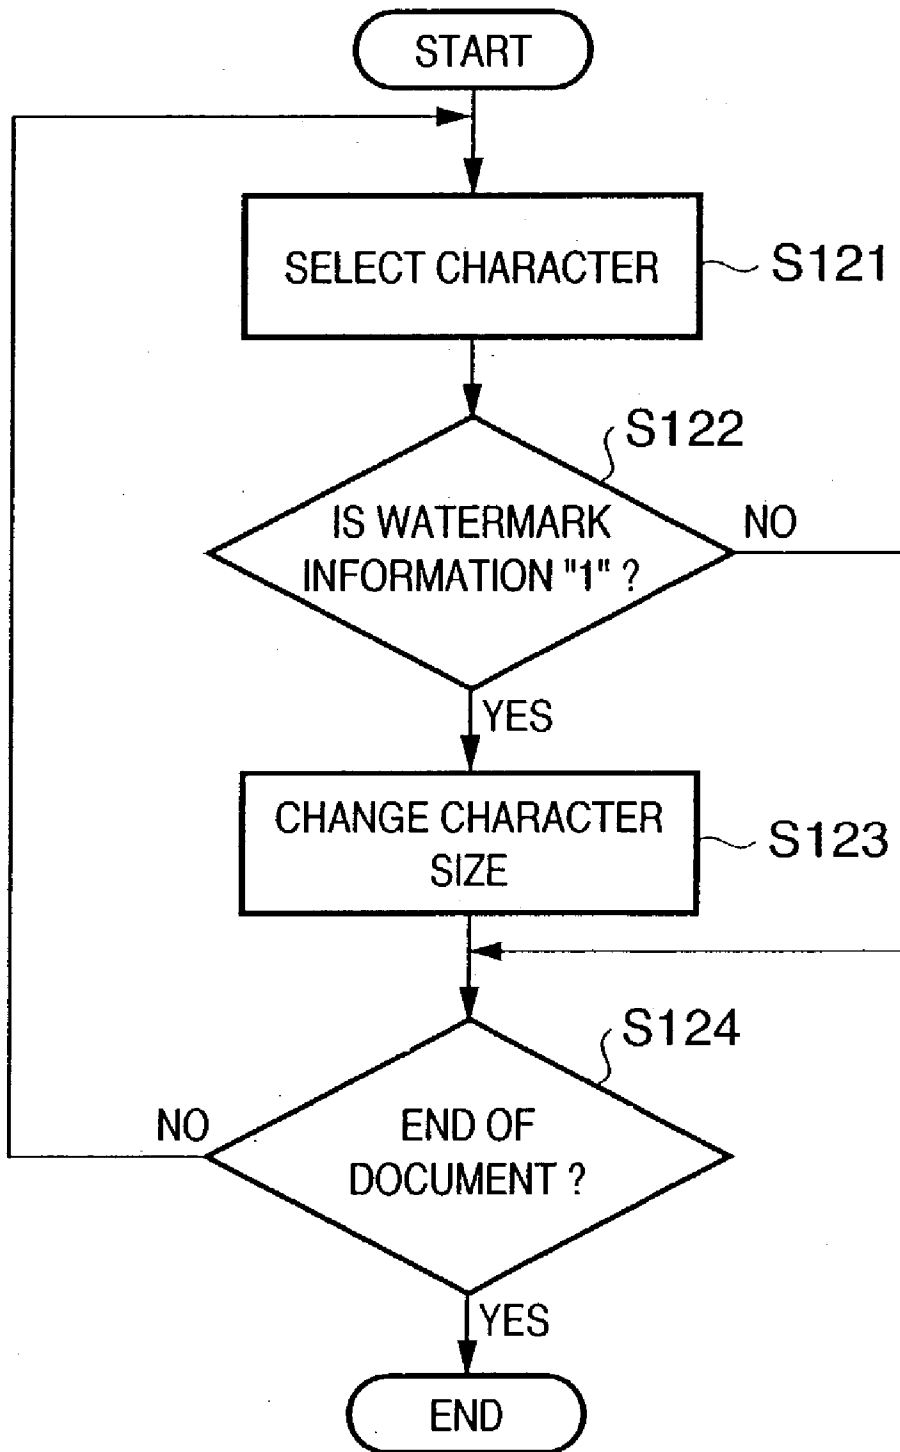 START
SELECT CHARACTER
S121
S122
IS WATERMARK
INFORMATION "1" ?
NO
YES
CHANGE CHARACTER
SIZE
S123
S124
NO
END OF
DOCUMENT ?
YES
END